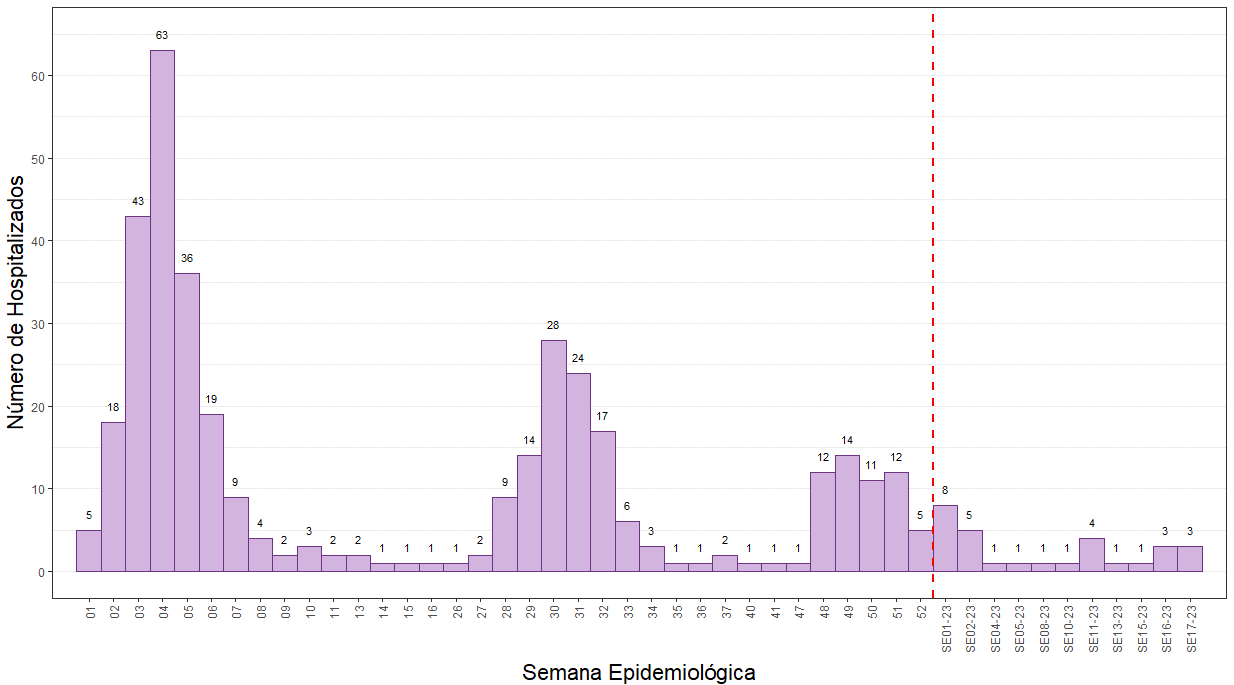 Número de Hospitalizados
60
50
40
30
20
10
0
5 18 43 63 36 19 9 4 2 3 2 2 1 1 1 1 2 9 14 28 24 17 6 3 1 1 2 1 1 1 12 14 11 12 5 8 5 1 1 1 1 4 1 1 3 3
01 02 03 04 05 06 07 08 09 10 11 13 14 15 16 26 27 28 29 30 31 32 33 34 35 36 37 40 41 47 48 49 50 51 52 SE01-23 SE02-23 SE04-23 SE05-23 SE08-23 SE10-23 SE11-23 SE13-23 SE15-23 SE16-23 SE17-23
Semana Epidemiológica